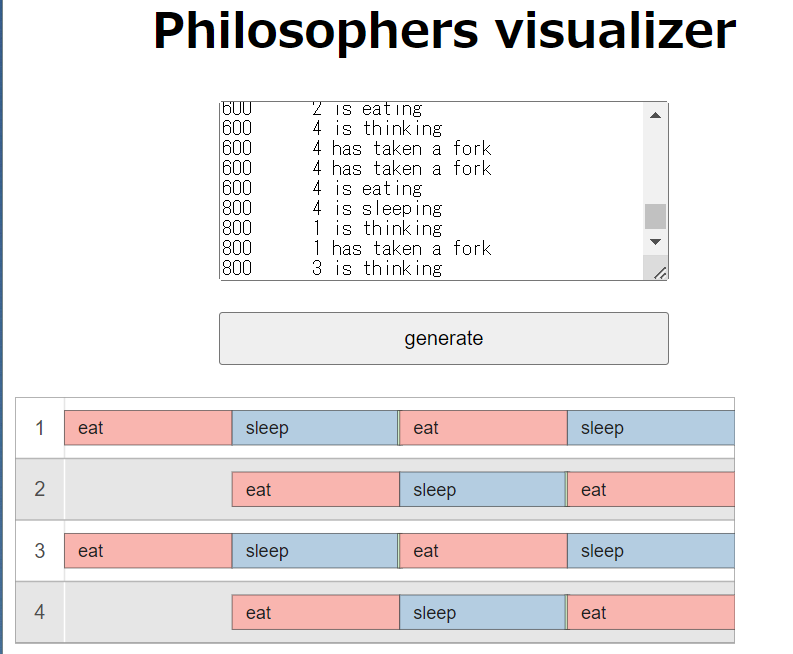 Philosophers visualizer
600 2 is eating
600 4 is thinking
600 4 has taken a fork
600 4 has taken a fork
600 4 is eating
800 4 is sleeping
800 1 is thinking
800 1 has taken a fork
800 3 is thinking
generate
1 eat sleep eat sleep
2 eat sleep eat
3 eat sleep eat sleep
4 eat sleep eat